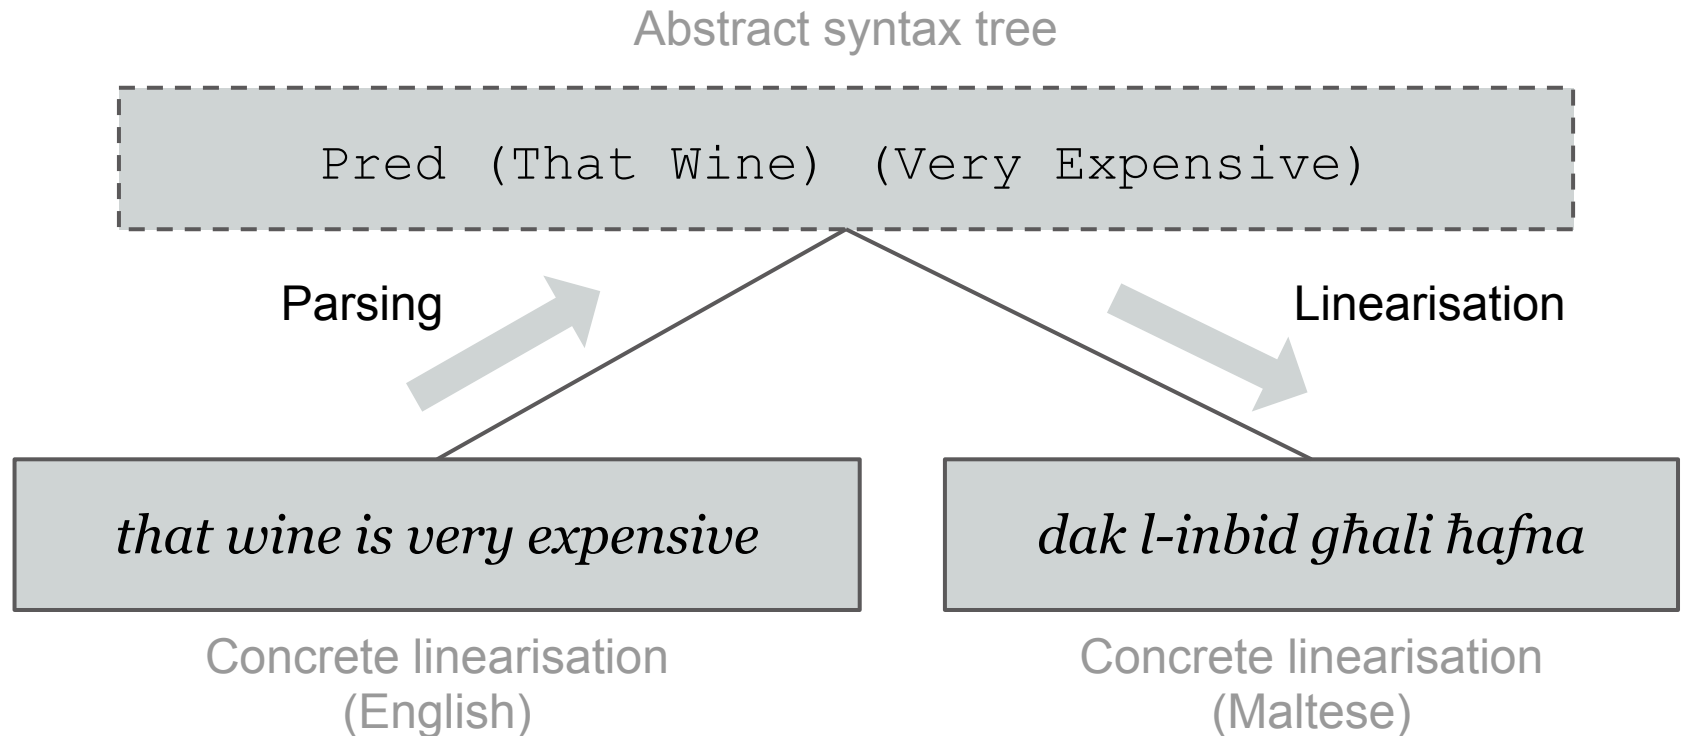 Abstract syntax tree
Pred (That Wine) (Very Expensive)
Parsing
Linearisation
that wine is very expensive
dak l-inbid għali ħafna
Concrete linearisation
(English)
Concrete linearisation
(Maltese)